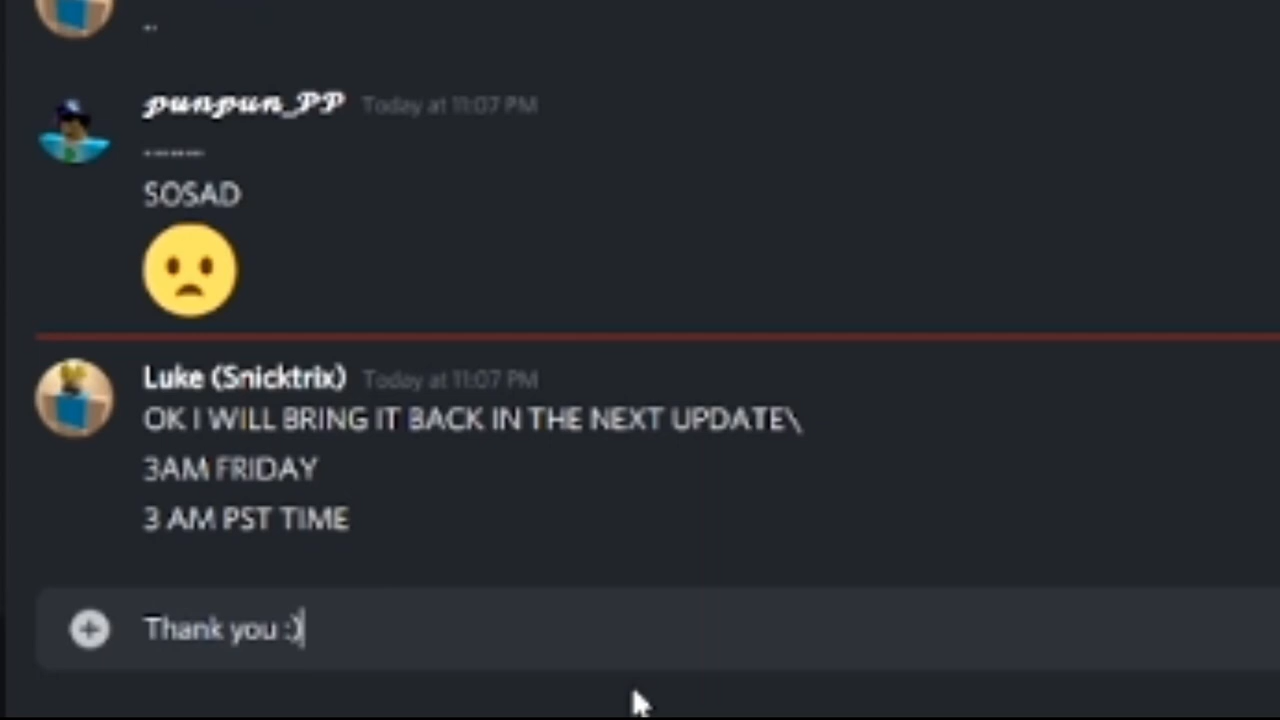 ..
𝓹𝓾𝓷𝓹𝓾𝓷_𝓟𝓟 Today at 11:07 PM
------
SOSAD
Luke (Snicktrix) Today at 11:07 PM
OK I WILL BRING IT BACK IN THE NEXT UPDATE\
3AM FRIDAY
3 AM PST TIME
Thank you :)